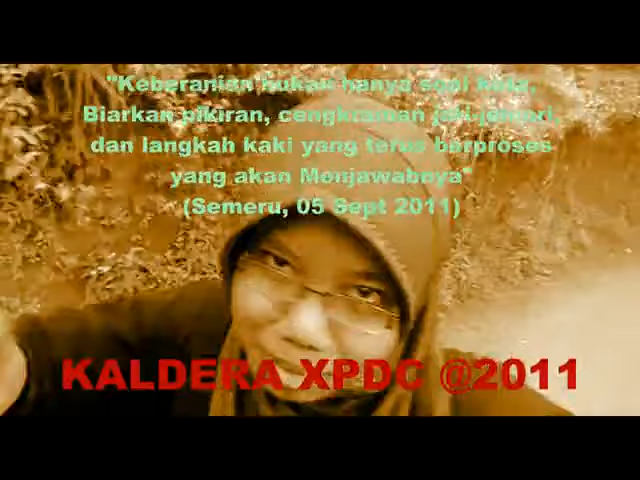 "Keberanian bukan hanya soal kata,
Biarkan pikiran, cengkraman jari-jemari,
dan langkah kaki yang terus berproses
yang akan Menjawabnya"
(Semeru, 05 Sept 2011)
KALDERA XPDC @2011